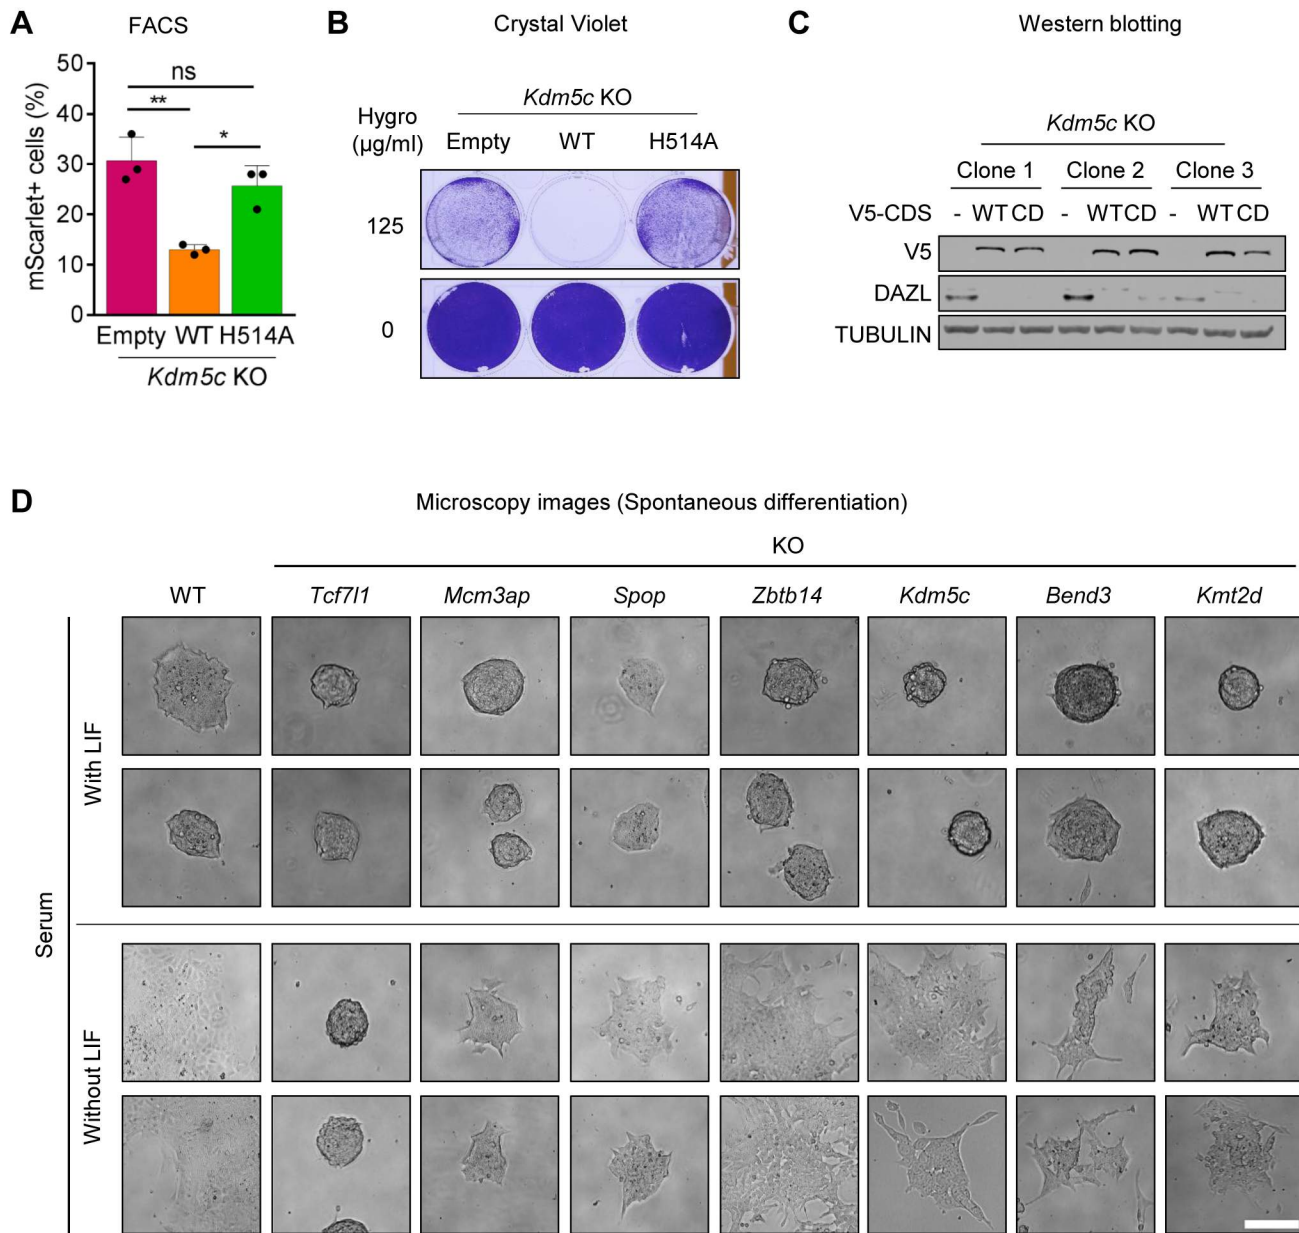 A
FACS
mScarlet+ cells (%)
50
40
30
20
10
0
ns
**
*
Empty WT H514A
Kdm5c KO
B
Crystal Violet
Hygro
(µg/ml)
Kdm5c KO
Empty WT H514A
125
0
C
Western blotting
Kdm5c KO
Clone 1 Clone 2 Clone 3
V5-CDS - WT CD - WT CD - WT CD
V5
DAZL
TUBULIN
D
Microscopy images (Spontaneous differentiation)
KO
WT Tcf7l1 Mcm3ap Spop Zbtb14 Kdm5c Bend3 Kmt2d
Serum
With LIF
Without LIF